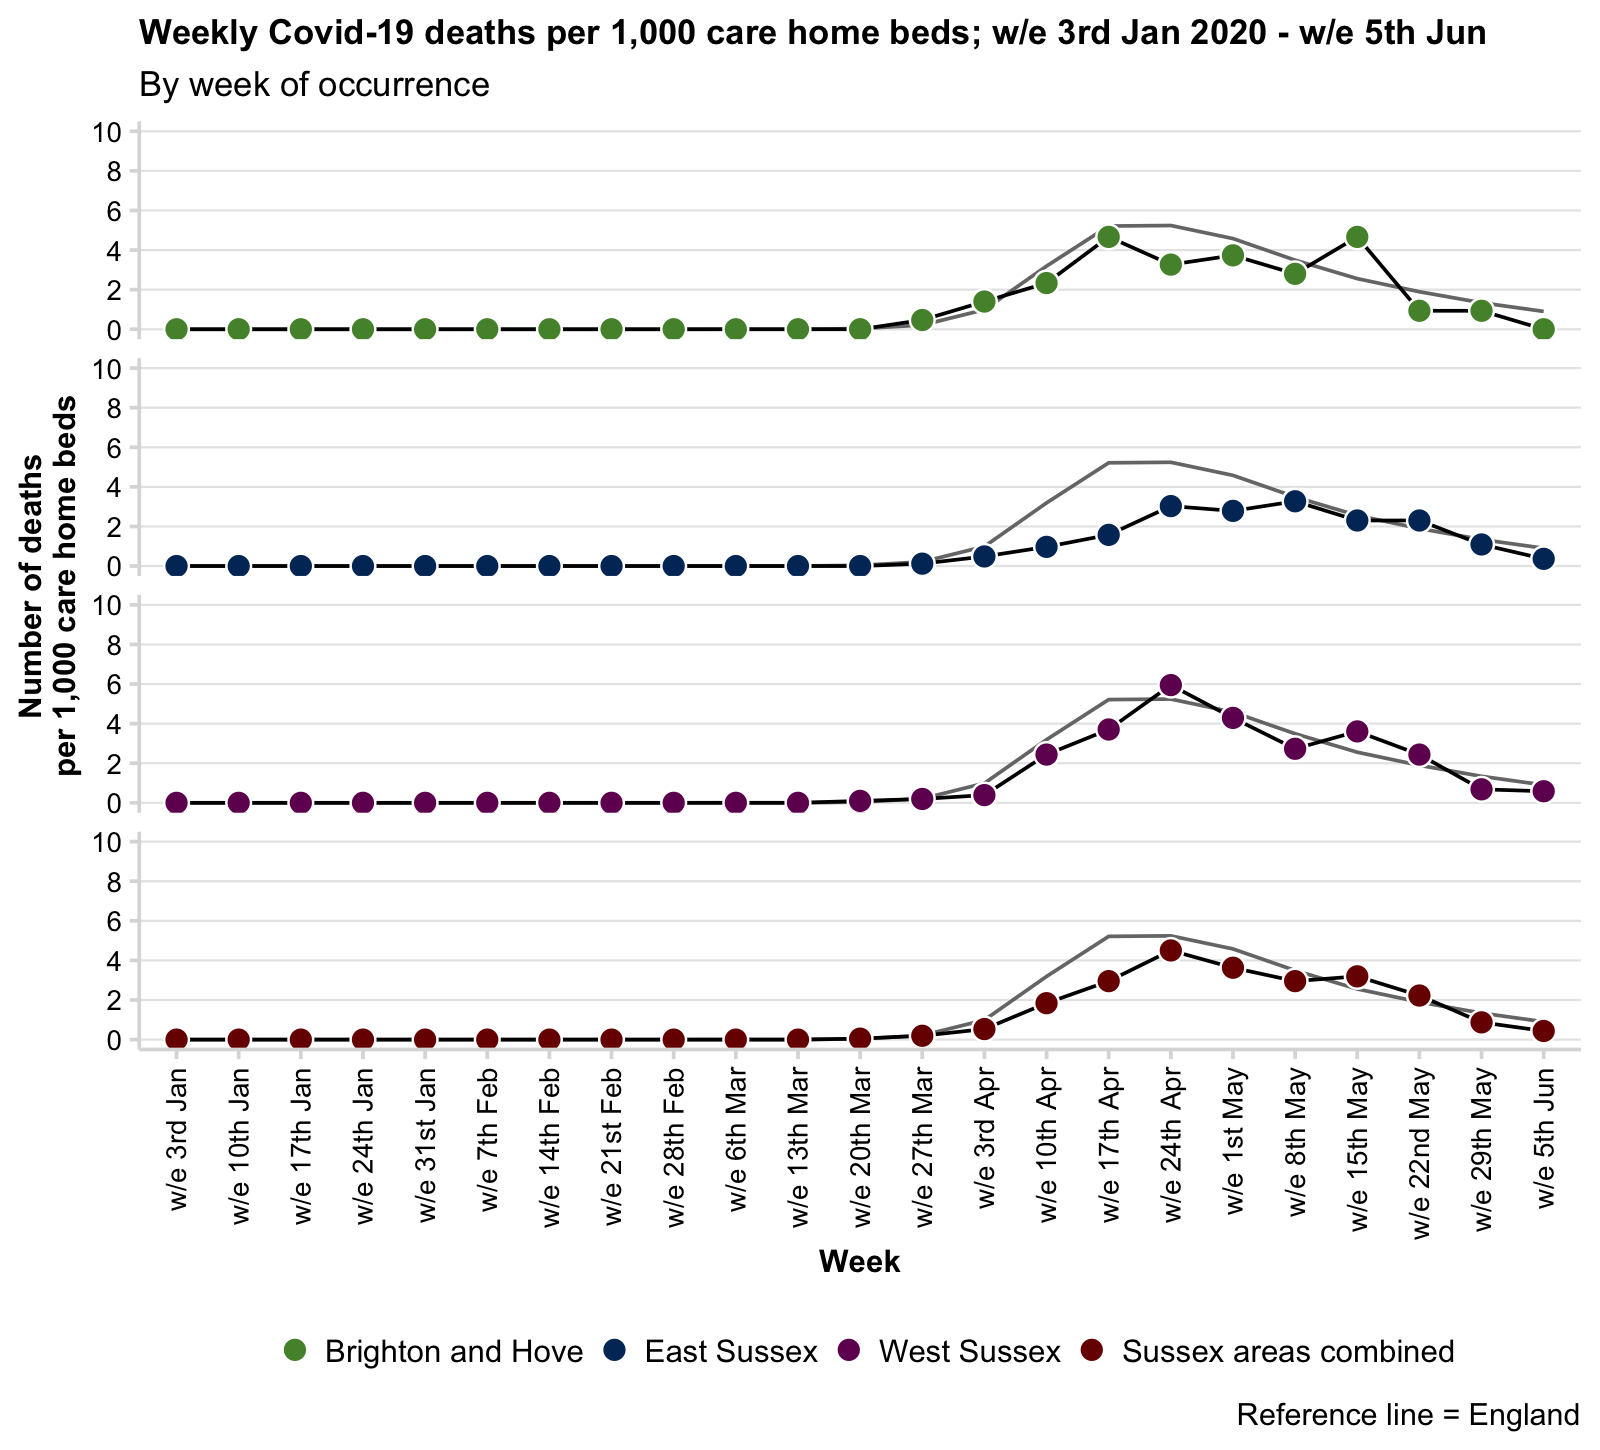 Weekly Covid-19 deaths per 1,000 care home beds; w/e 3rd Jan 2020 - w/e 5th Jun
By week of occurrence
Number of deaths
per 1,000 care home beds
10
8
6
4
2
0
10
8
6
4
2
0
10
8
6
4
2
0
10
8
6
4
2
0
w/e 3rd Jan
w/e 10th Jan
w/e 17th Jan
w/e 24th Jan
w/e 31st Jan
w/e 7th Feb
w/e 14th Feb
w/e 21st Feb
w/e 28th Feb
w/e 6th Mar
w/e 13th Mar
w/e 20th Mar
w/e 27th Mar
w/e 3rd Apr
w/e 10th Apr
w/e 17th Apr
w/e 24th Apr
w/e 1st May
w/e 8th May
w/e 15th May
w/e 22nd May
w/e 29th May
w/e 5th Jun
Week
Brighton and Hove East Sussex West Sussex Sussex areas combined
Reference line = England